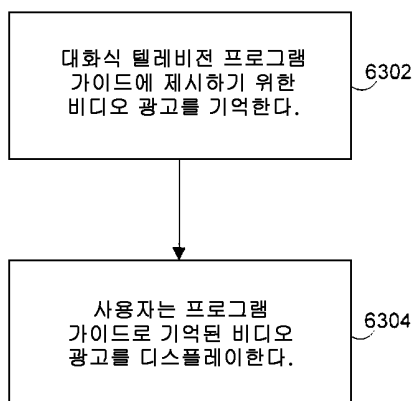 대화식 텔레비전 프로그램
가이드에 제시하기 위한
비디오 광고를 기억한다.
6302
사용자는 프로그램
가이드로 기억된 비디오
광고를 디스플레이한다.
6304